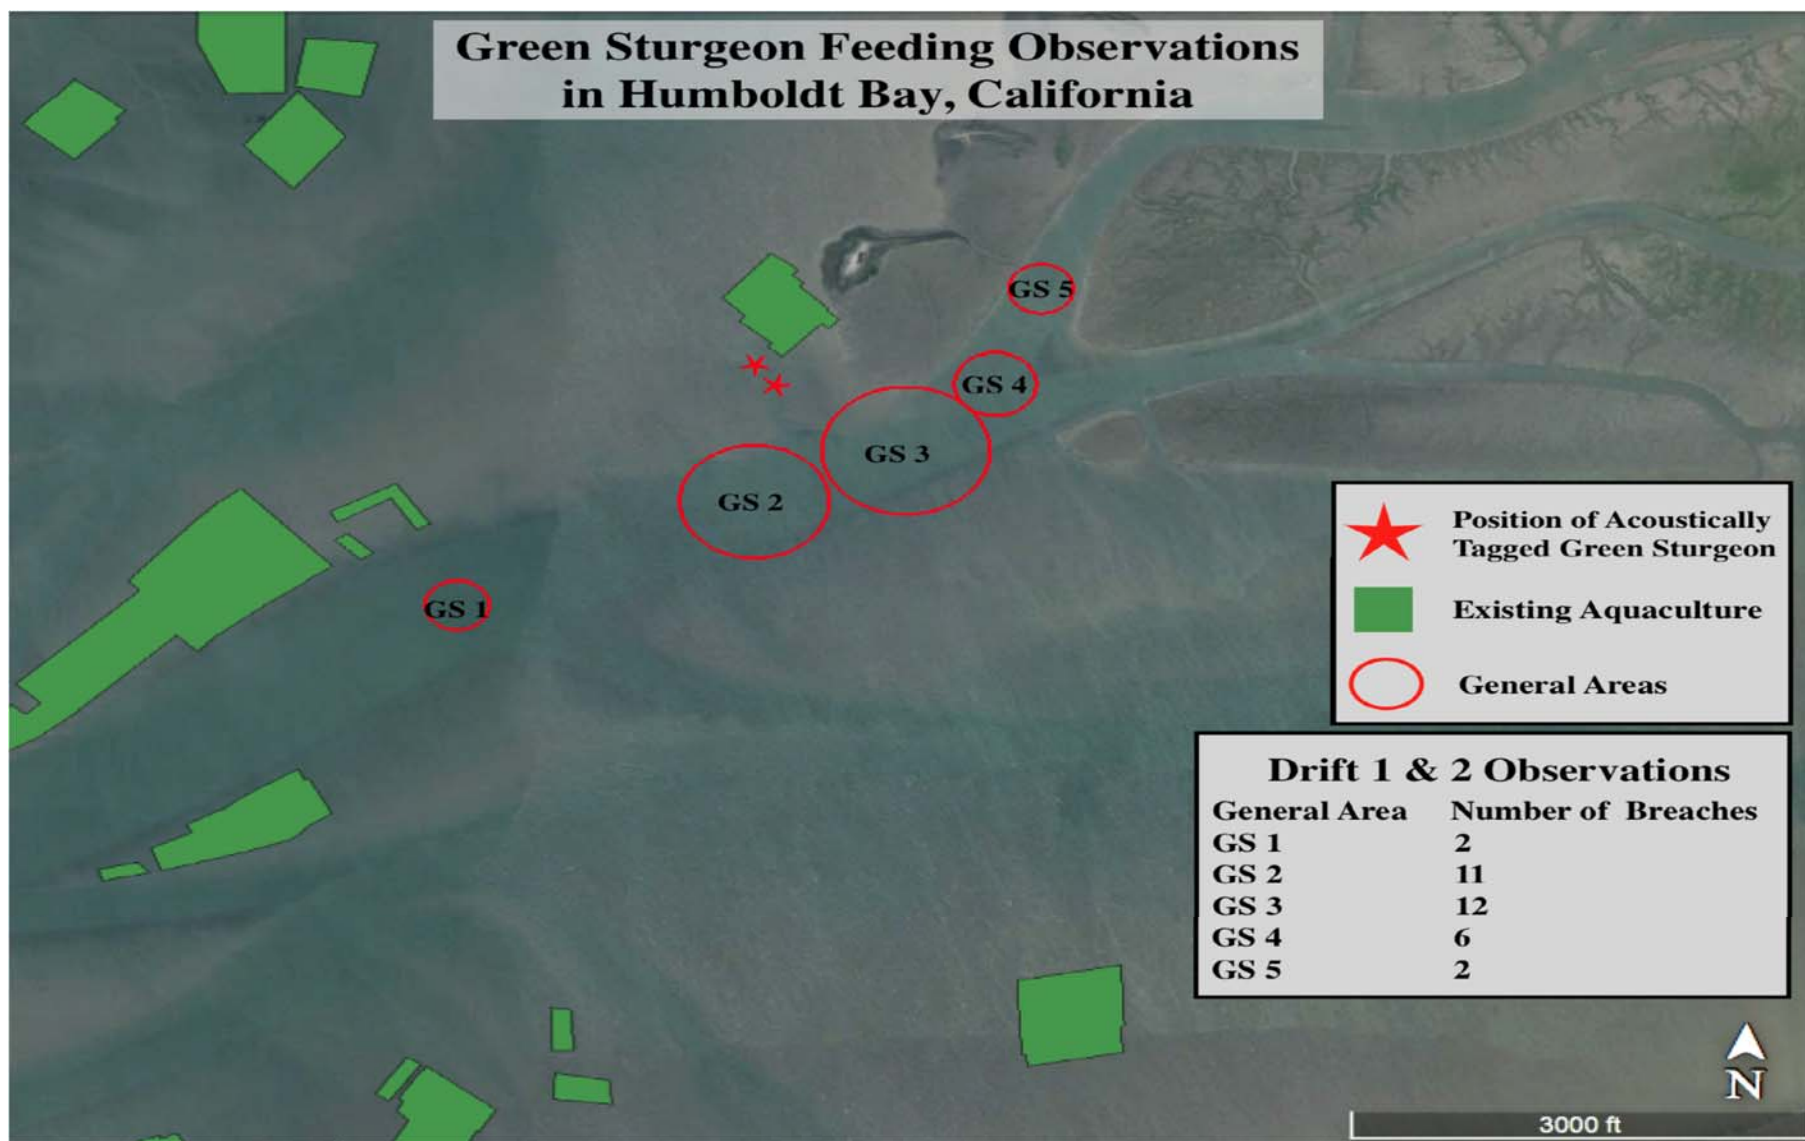 Green Sturgeon Feeding Observations
in Humboldt Bay, California
GS 5
GS 4
GS 3
GS 2
GS 1
Position of Acoustically
Tagged Green Sturgeon
Existing Aquaculture
General Areas
Drift 1 & 2 Observations
General Area Number of Breaches
GS 1 2
GS 2 11
GS 3 12
GS 4 6
GS 5 2
N
3000 ft